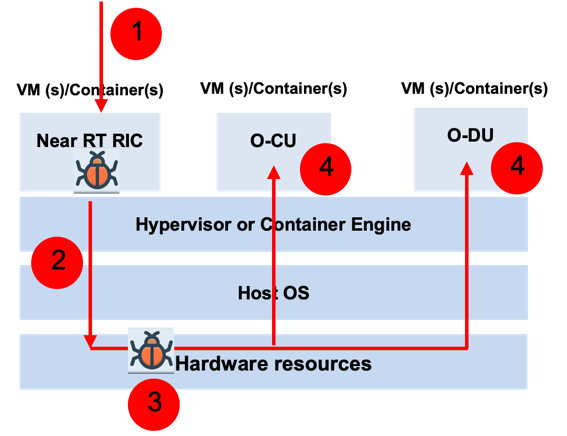 1
VM (s)/Container(s)
VM (s)/Container(s)
VM (s)/Container(s)
Near RT RIC
O-CU
O-DU
4
4
Hypervisor or Container Engine
2
Host OS
Hardware resources
3